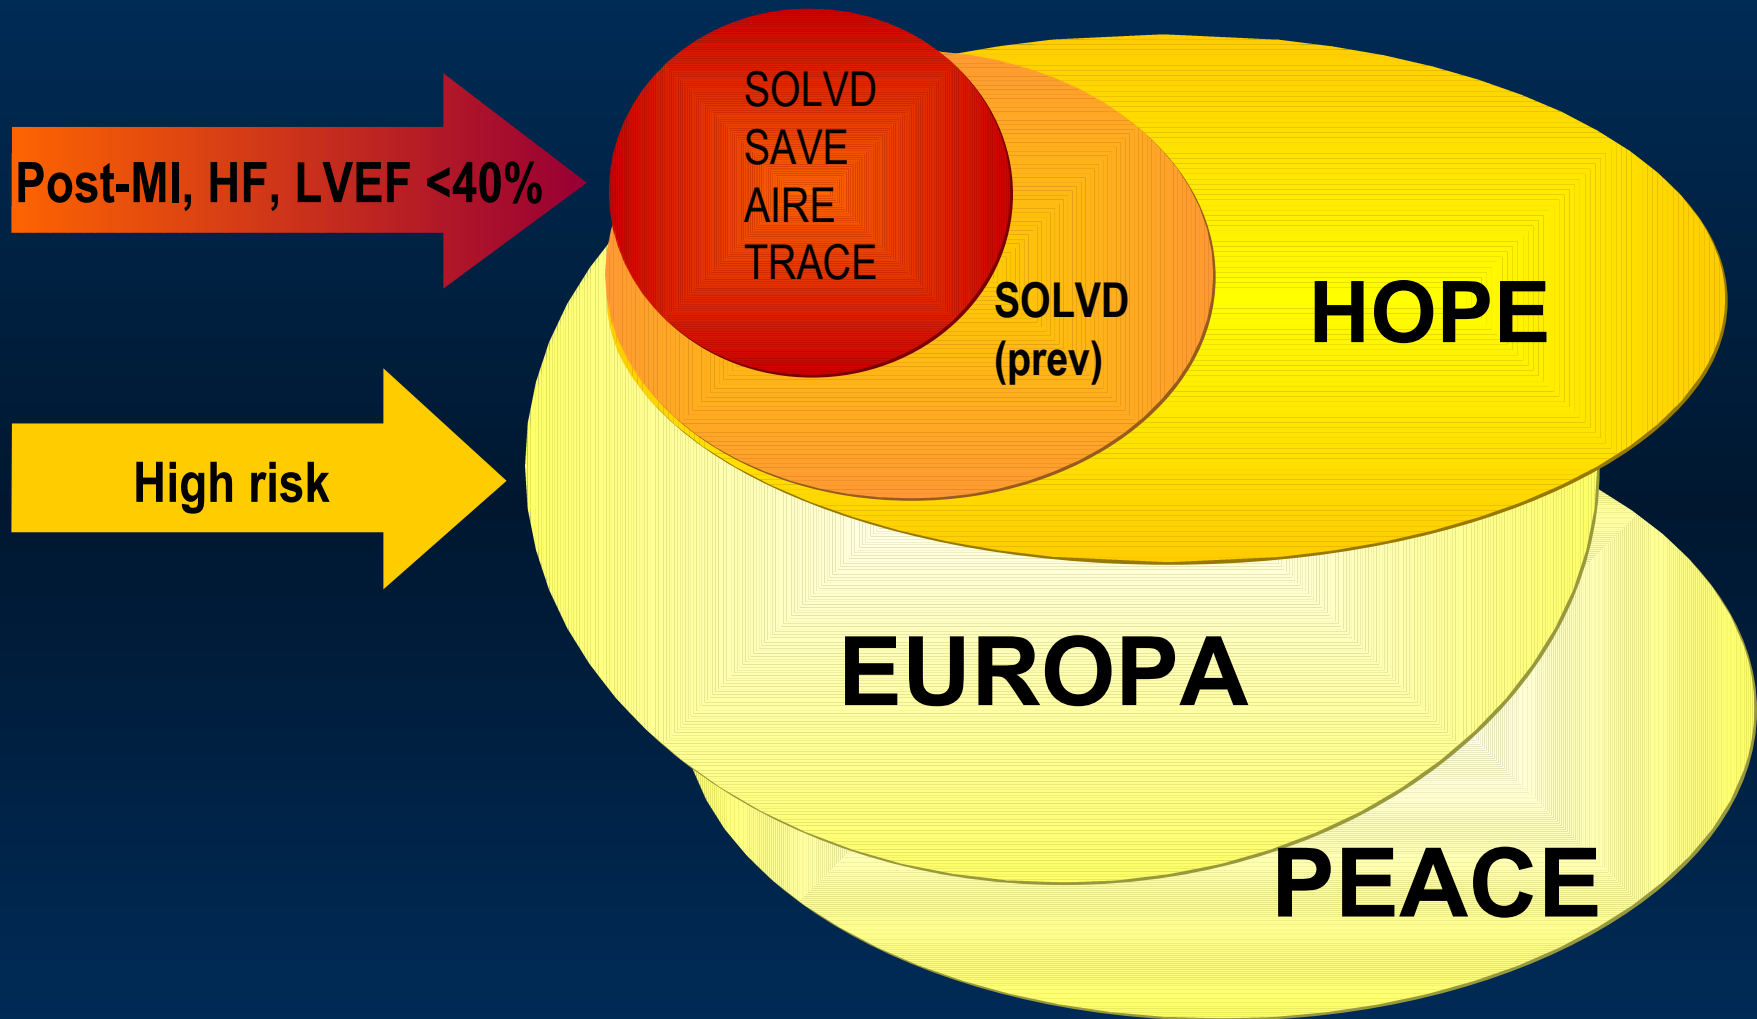 Post-MI, HF, LVEF <40%
SOLVD
SAVE
AIRE
TRACE
SOLVD
(prev)
HOPE
High risk
EUROPA
PEACE